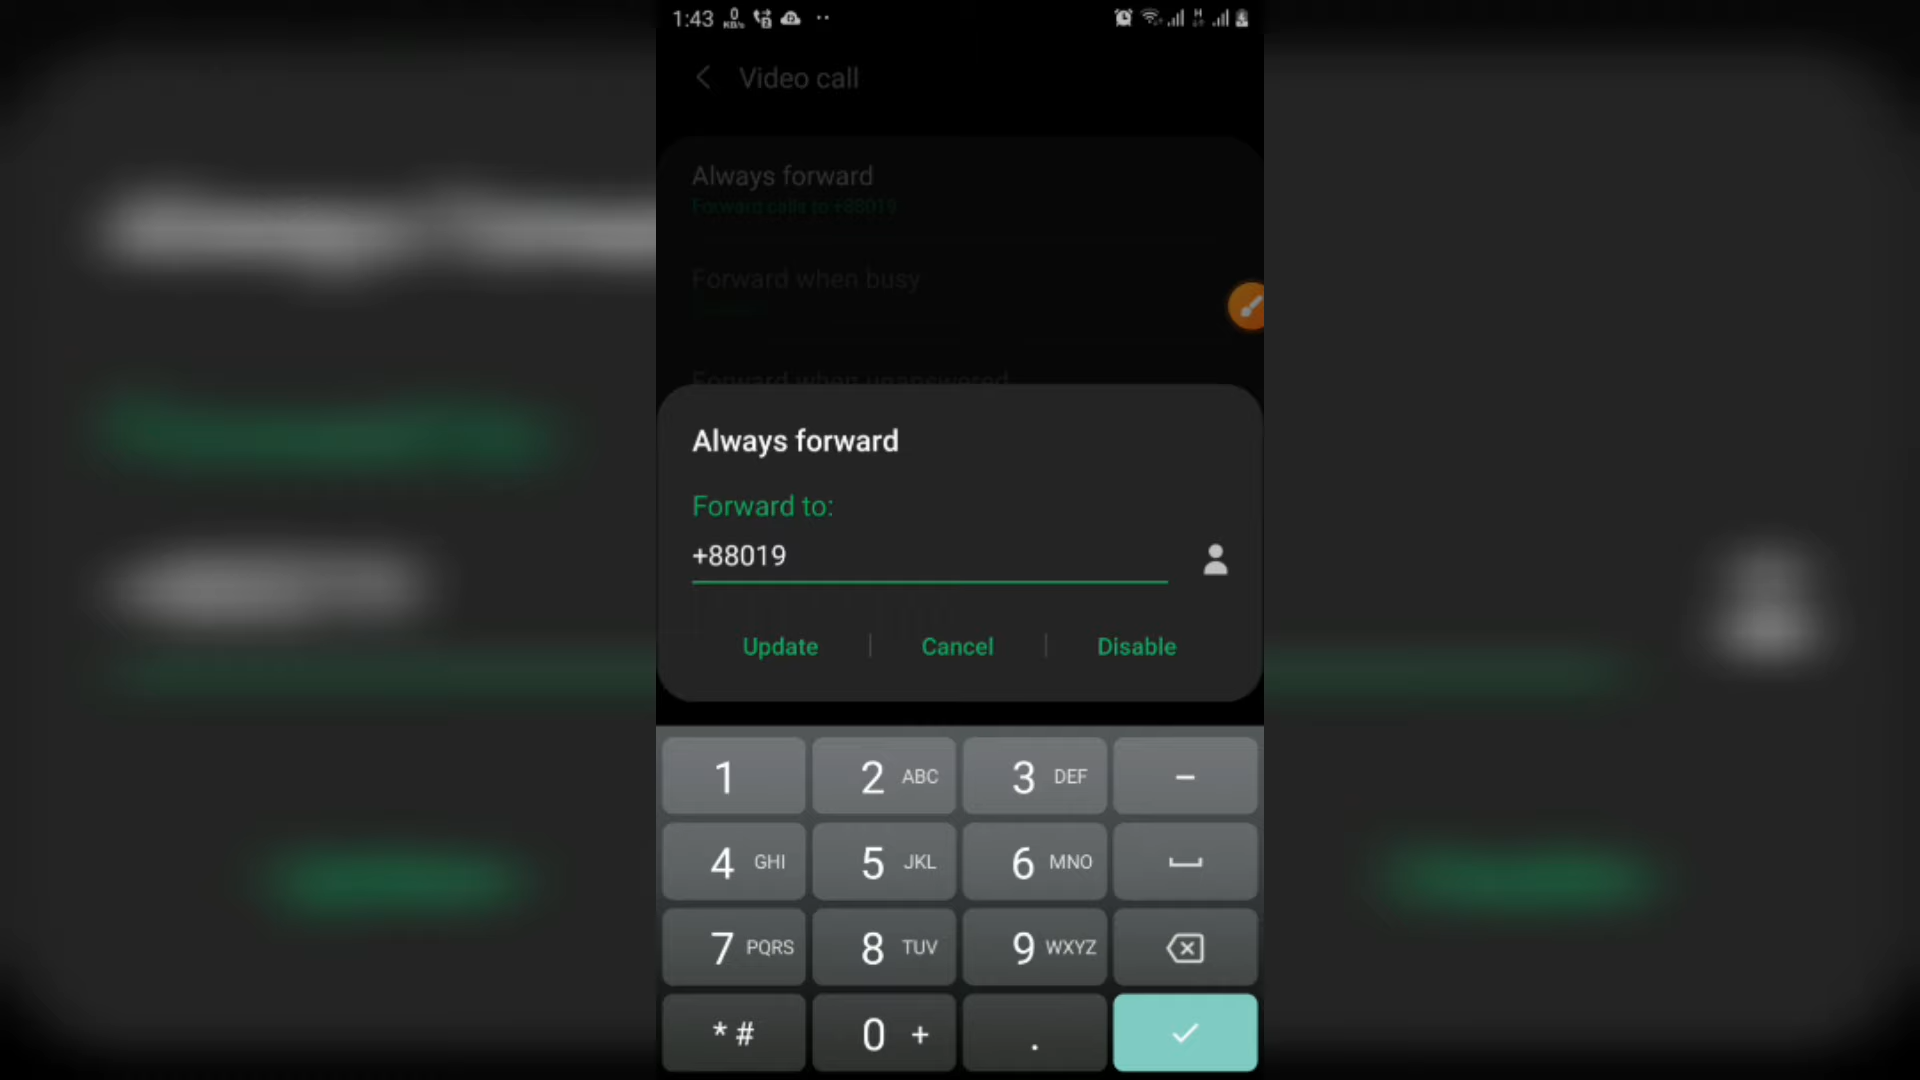 1:43 0 KB/s
Video call
Always forward
Forward calls to:+88019
Forward when busy
Forward when unanswered
Always forward
Forward to:
+88019
Update | Cancel | Disable
1 2 ABC 3 DEF -
4 GHI 5 JKL 6 MNO
7 PQRS 8 TUV 9 WXYZ
* # 0 + .